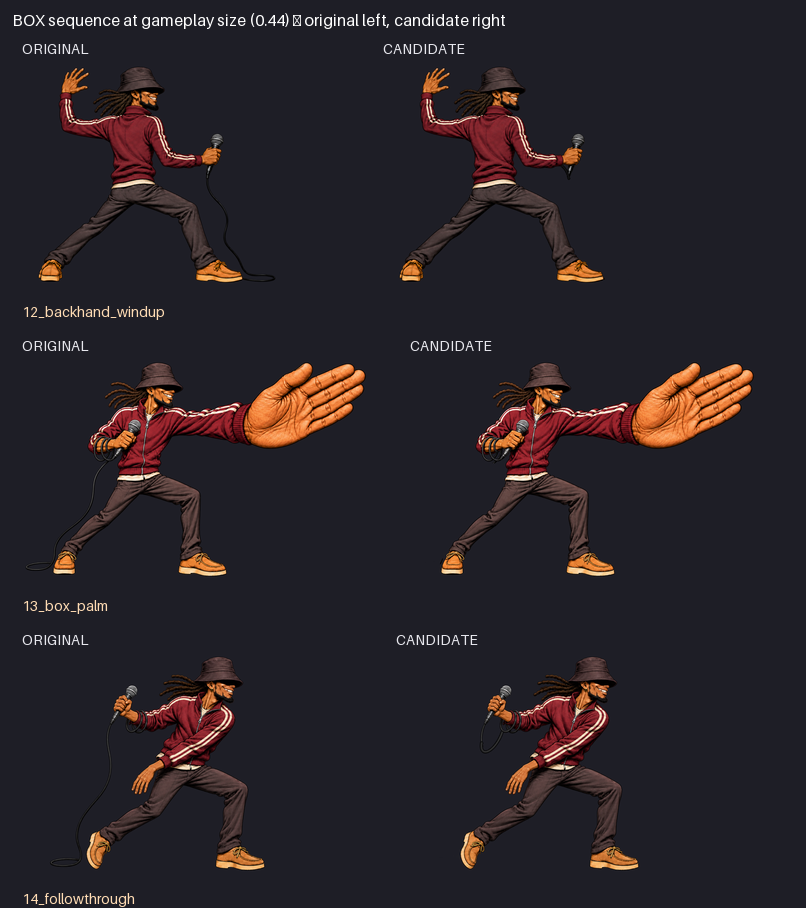 BOX sequence at gameplay size (0.44) ☒ original left, candidate right
ORIGINAL
CANDIDATE
12_backhand_windup
ORIGINAL
CANDIDATE
13_box_palm
ORIGINAL
CANDIDATE
14_followthrough